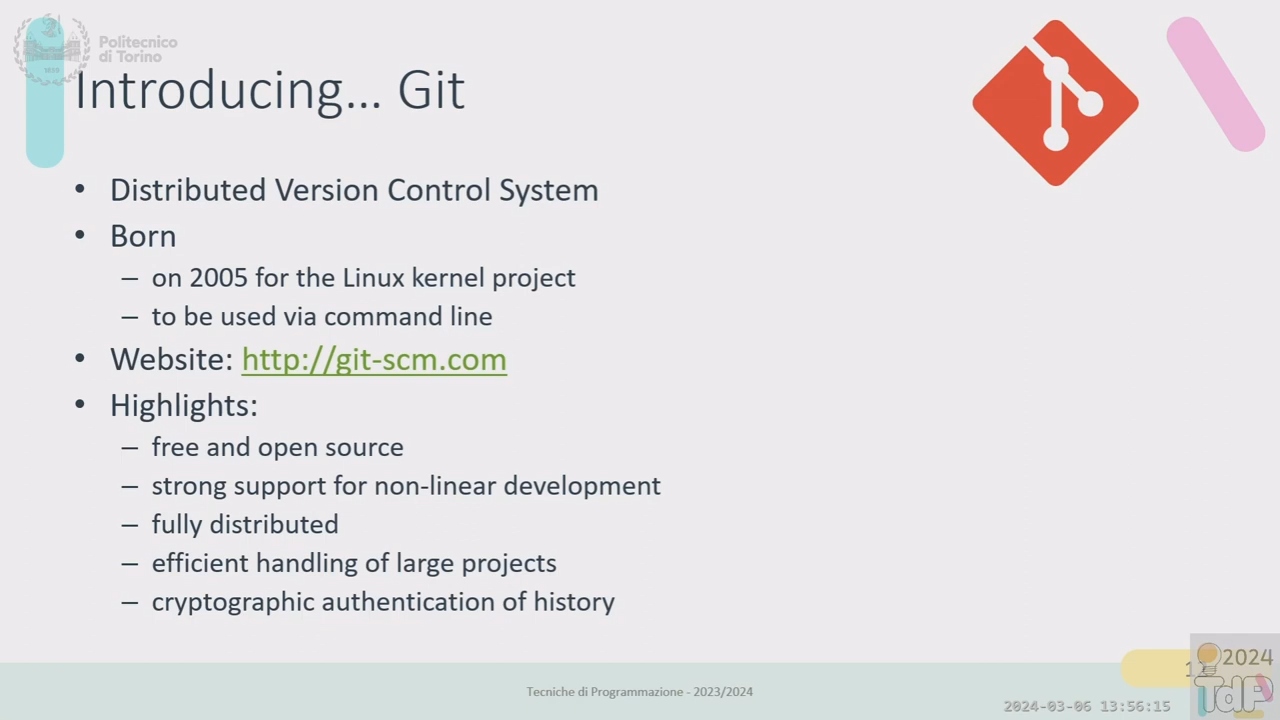 Politecnico
di Torino
1859
Introducing... Git
• Distributed Version Control System
• Born
– on 2005 for the Linux kernel project
– to be used via command line
• Website: http://git-scm.com
• Highlights:
– free and open source
– strong support for non-linear development
– fully distributed
– efficient handling of large projects
– cryptographic authentication of history
Tecniche di Programmazione - 2023/2024
2024
TdP
2024-03-06 13:56:15